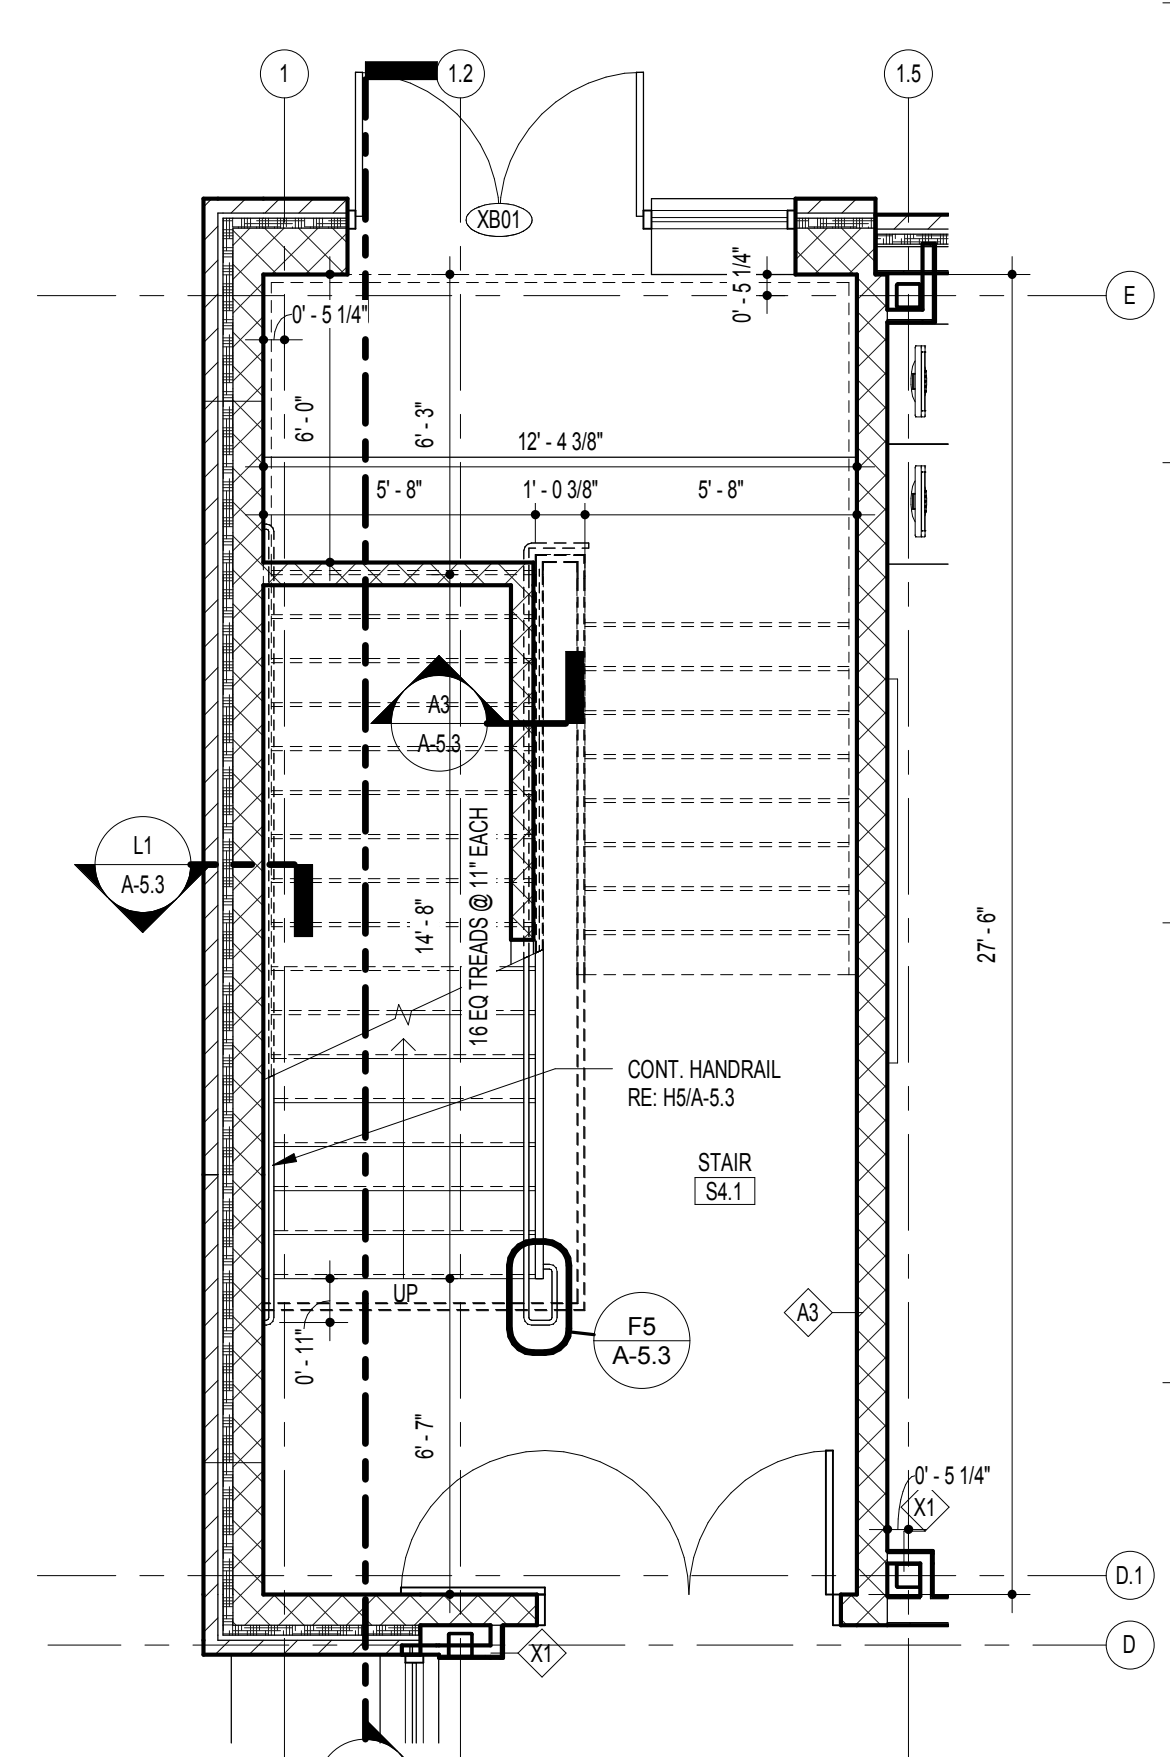 1
1.2
1.5
XB01
E
0' - 5 1/4"
0' - 5 1/4"
6' - 0"
6' - 3"
12' - 4 3/8"
5' - 8"
1' - 0 3/8"
5' - 8"
A3
A-5.3
L1
A-5.3
16 EQ TREADS @ 11" EACH
14' - 8"
27' - 6"
CONT. HANDRAIL
RE: H5/A-5.3
STAIR
S4.1
UP
0' - 11"
F5
A-5.3
A3
6' - 7"
0' - 5 1/4"
X1
D.1
D
X1